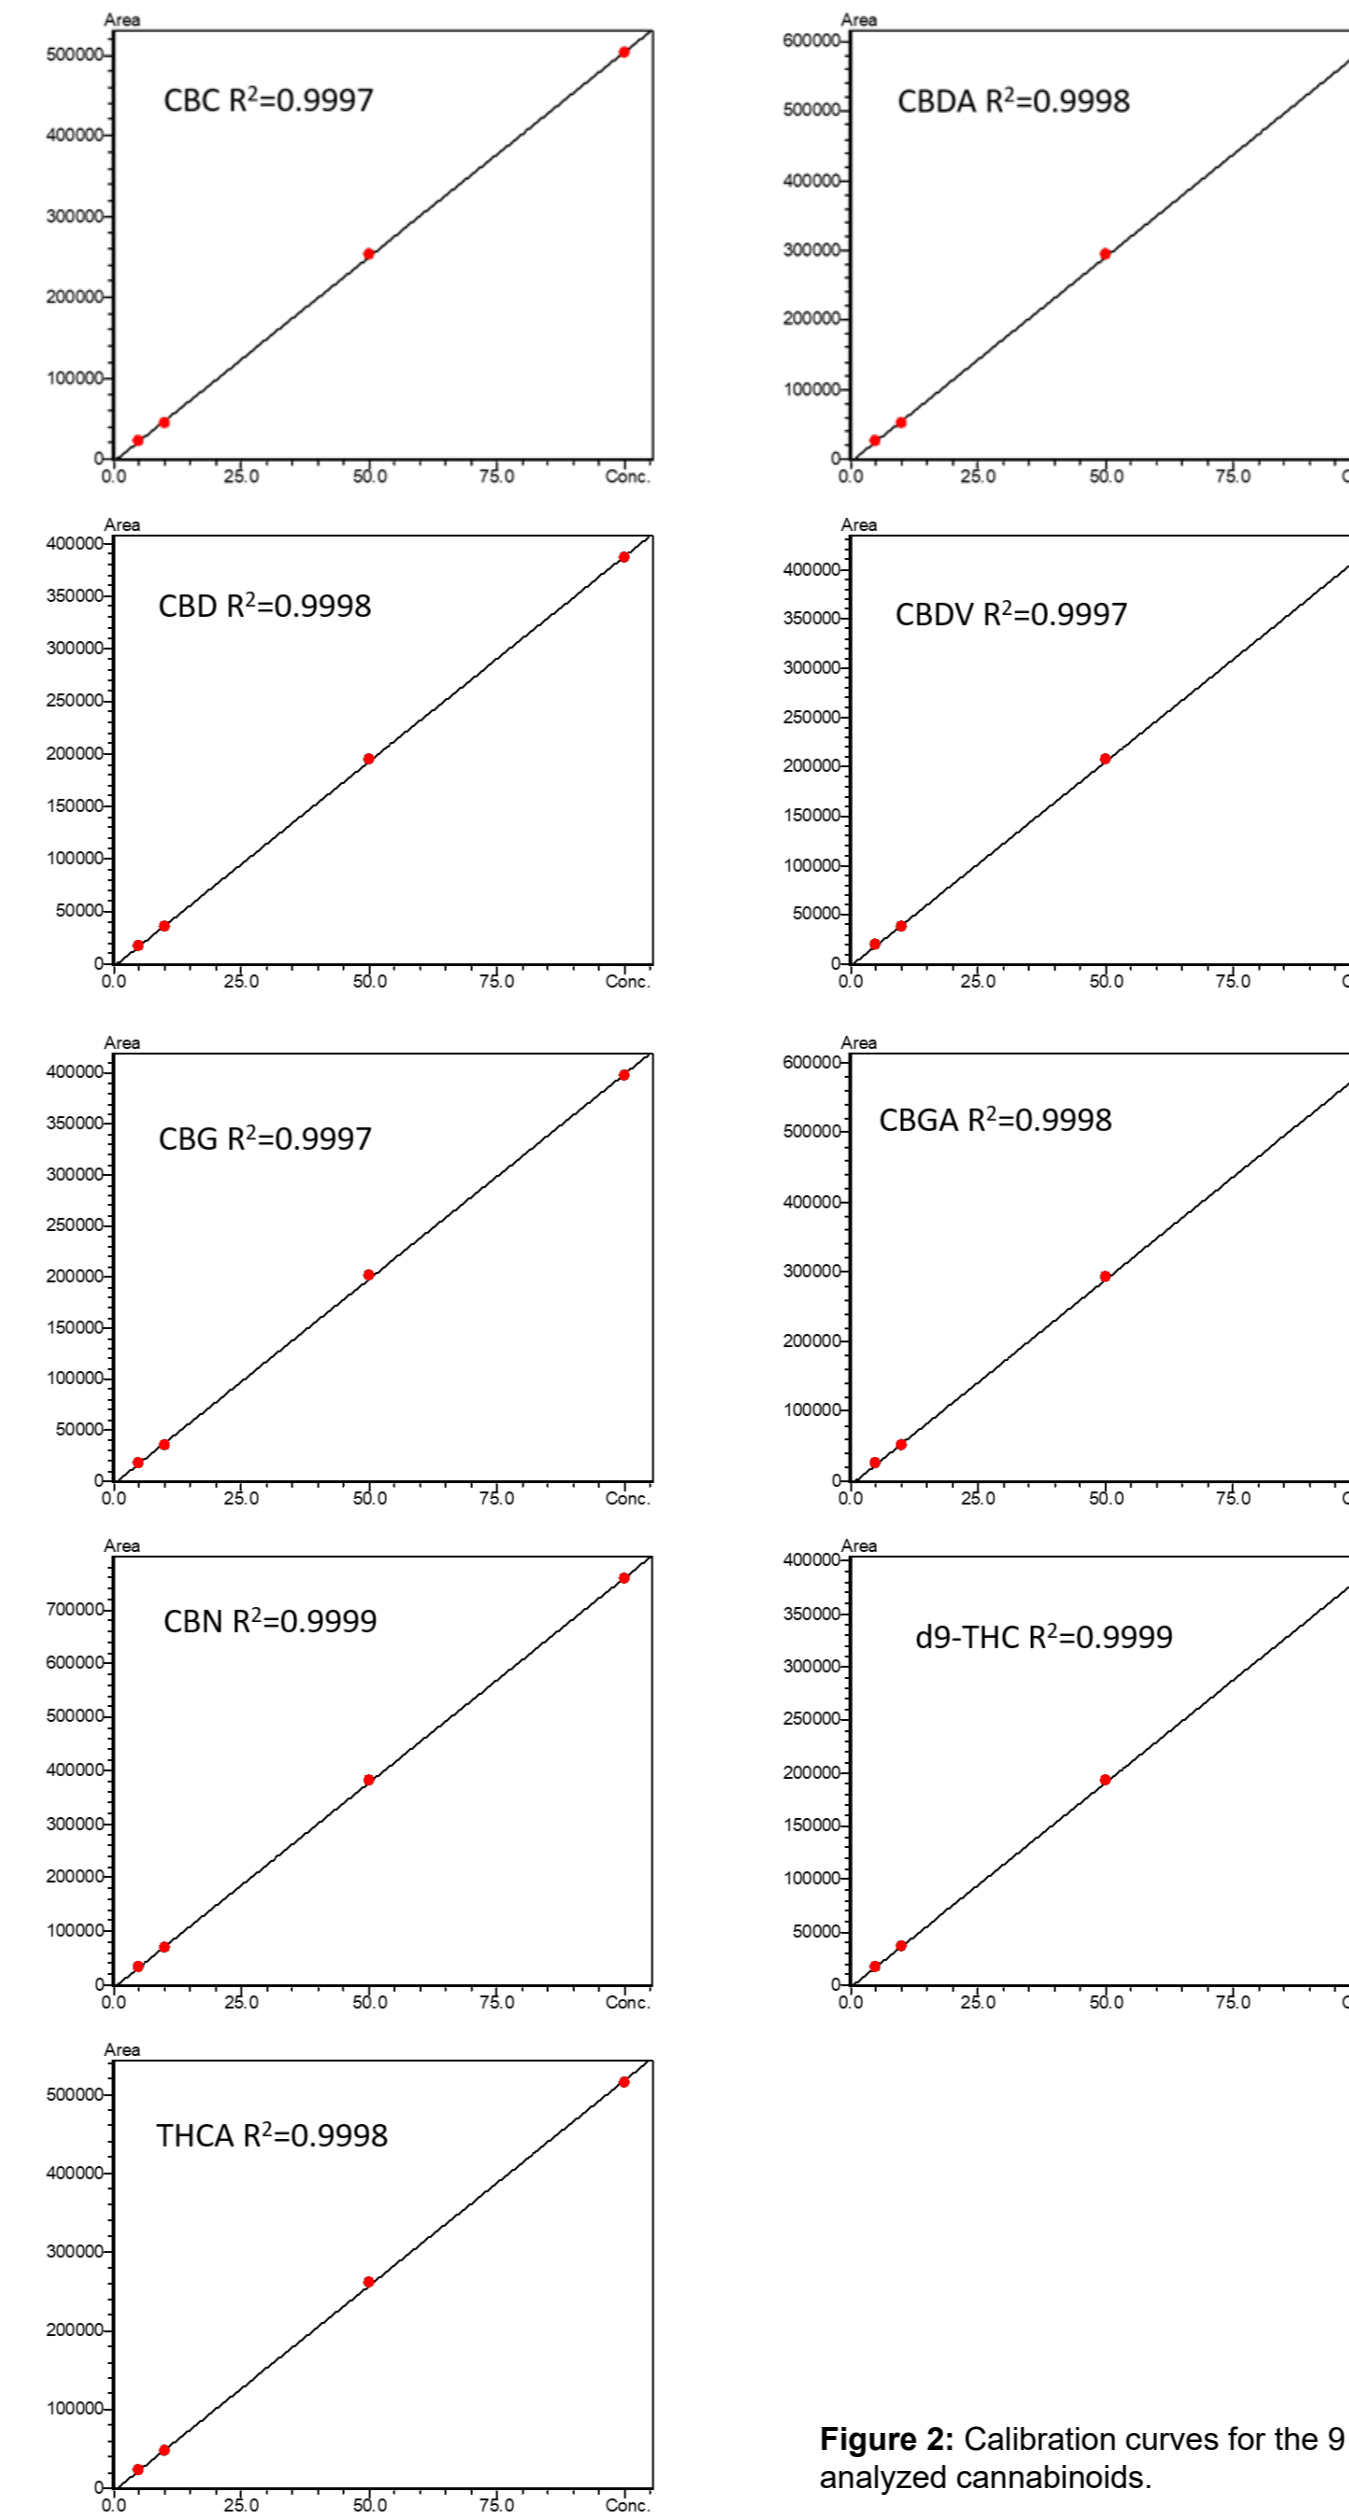 Area
500000
CBC R²=0.9997
400000
300000
200000
100000
0
0.0 25.0 50.0 75.0 Conc.
Area
600000
CBDA R²=0.9998
500000
400000
300000
200000
100000
0
0.0 25.0 50.0 75.0
Area
400000
350000
CBD R²=0.9998
300000
250000
200000
150000
100000
50000
0
0.0 25.0 50.0 75.0 Conc.
Area
400000
CBDV R²=0.9997
350000
300000
250000
200000
150000
100000
50000
0
0.0 25.0 50.0 75.0
Area
400000
350000
CBG R²=0.9997
300000
250000
200000
150000
100000
50000
0
0.0 25.0 50.0 75.0 Conc.
Area
600000
CBGA R²=0.9998
500000
400000
300000
200000
100000
0
0.0 25.0 50.0 75.0
Area
700000
CBN R²=0.9999
600000
500000
400000
300000
200000
100000
0
0.0 25.0 50.0 75.0 Conc.
Area
400000
350000
d9-THC R²=0.9999
300000
250000
200000
150000
100000
50000
0
0.0 25.0 50.0 75.0
Area
500000
THCA R²=0.9998
400000
300000
200000
100000
0
0.0 25.0 50.0 75.0 Conc.
Figure 2: Calibration curves for the 9
analyzed cannabinoids.